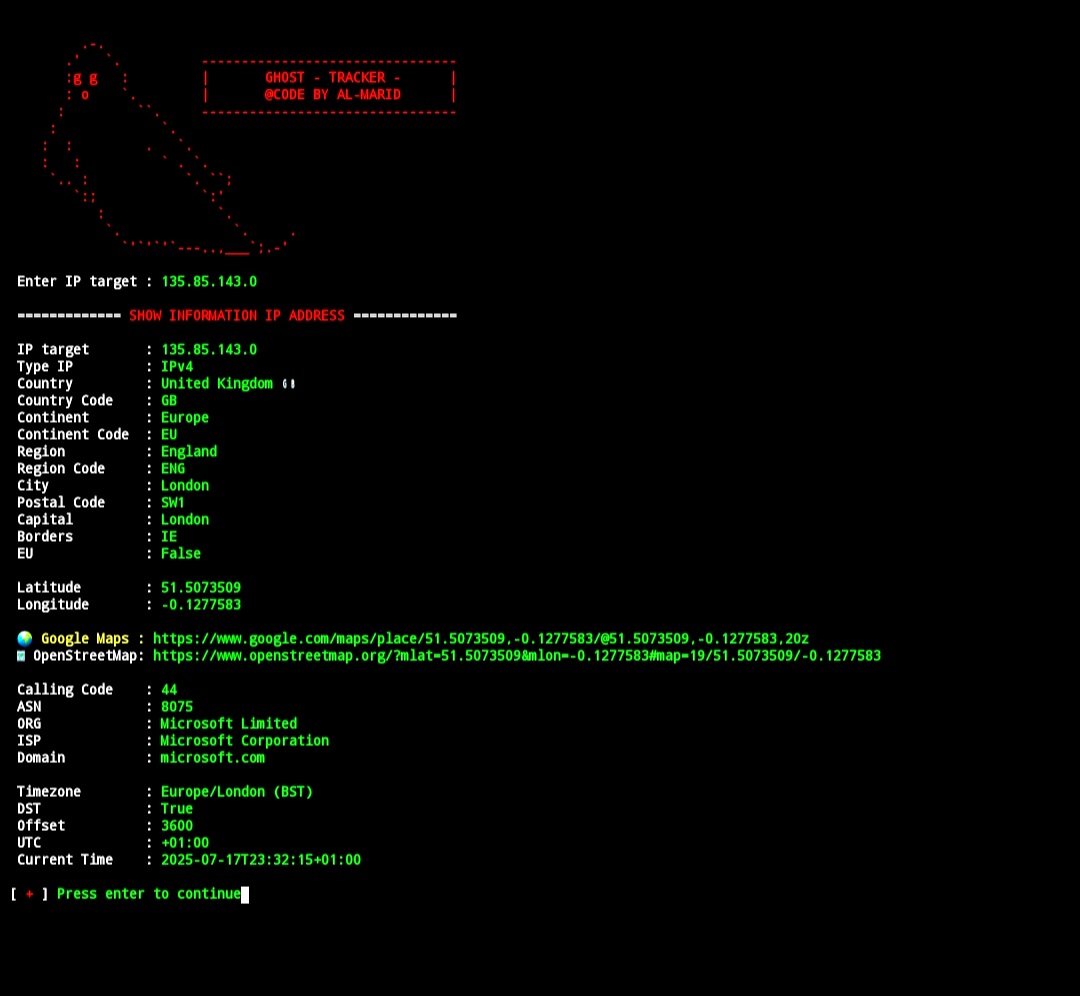 g g
o
GHOST - TRACKER -
@CODE BY AL-MARID
Enter IP target : 135.85.143.0
============= SHOW INFORMATION IP ADDRESS =============
IP target : 135.85.143.0
Type IP : IPv4
Country : United Kingdom 🇬🇧
Country Code : GB
Continent : Europe
Continent Code : EU
Region : England
Region Code : ENG
City : London
Postal Code : SW1
Capital : London
Borders : IE
EU : False
Latitude : 51.5073509
Longitude : -0.1277583
🌍 Google Maps : https://www.google.com/maps/place/51.5073509,-0.1277583/@51.5073509,-0.1277583,20z
OpenStreetMap: https://www.openstreetmap.org/?mlat=51.5073509&mlon=-0.1277583#map=19/51.5073509/-0.1277583
Calling Code : 44
ASN : 8075
ORG : Microsoft Limited
ISP : Microsoft Corporation
Domain : microsoft.com
Timezone : Europe/London (BST)
DST : True
Offset : 3600
UTC : +01:00
Current Time : 2025-07-17T23:32:15+01:00
[ + ] Press enter to continue